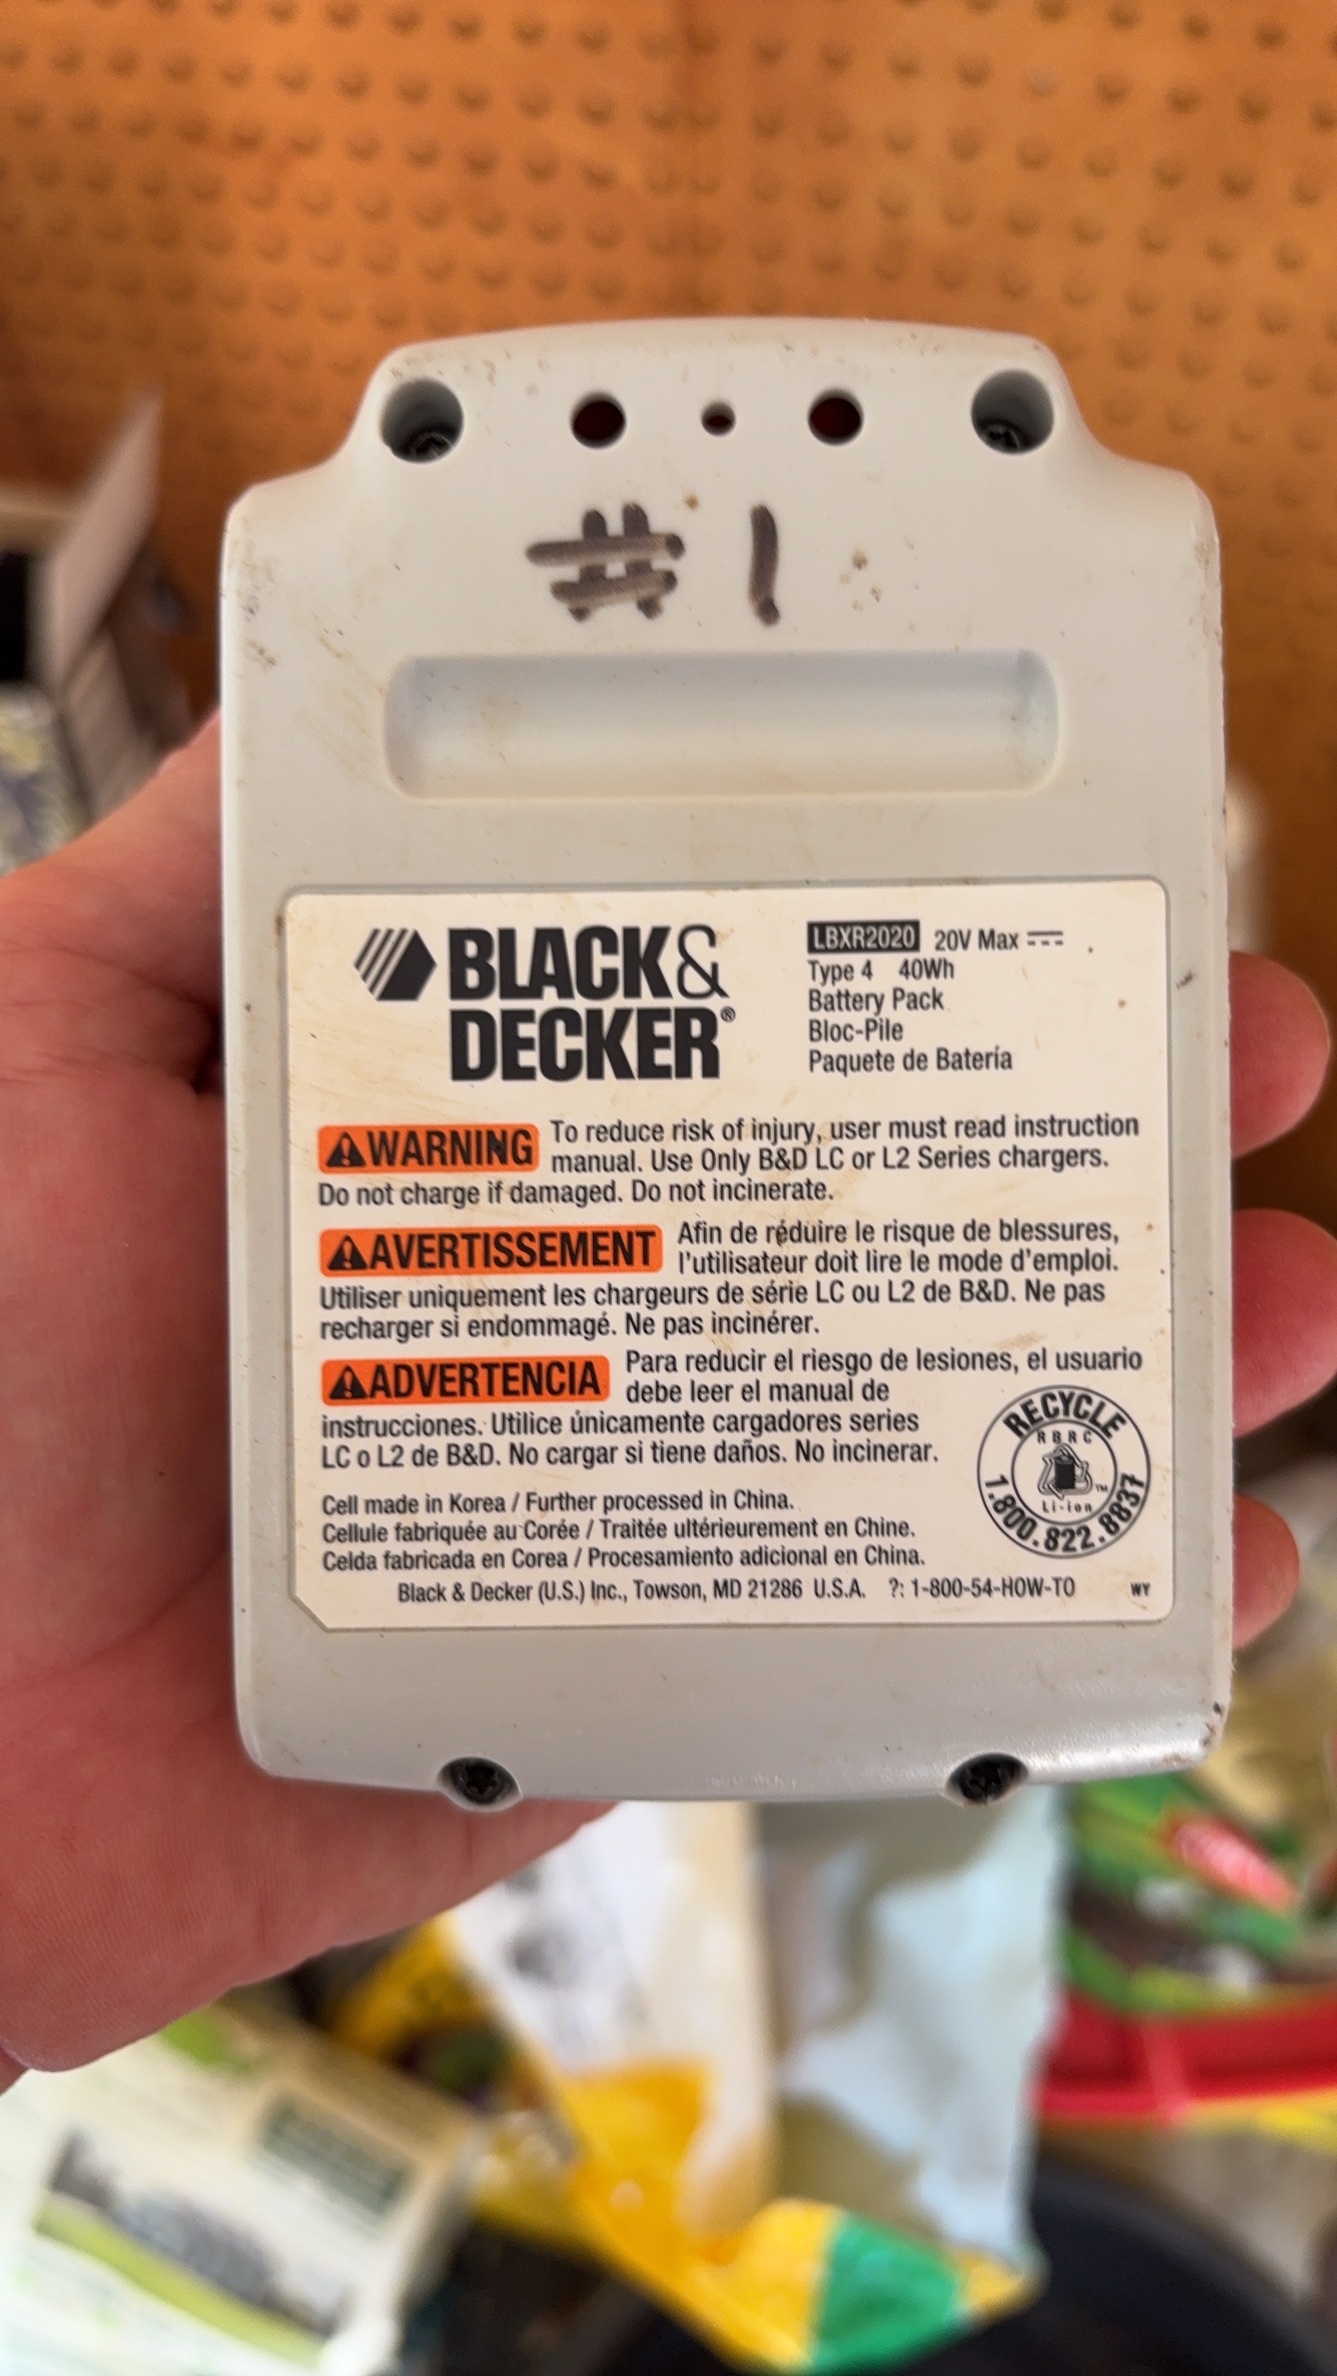 #1
BLACK&
DECKER®
LBXR2020 20V Max
Type 4 40Wh
Battery Pack
Bloc-Pile
Paquete de Batería
WARNING To reduce risk of injury, user must read instruction
manual. Use Only B&D LC or L2 Series chargers.
Do not charge if damaged. Do not incinerate.
AVERTISSEMENT Afin de réduire le risque de blessures,
l'utilisateur doit lire le mode d'emploi.
Utiliser uniquement les chargeurs de série LC ou L2 de B&D. Ne pas
recharger si endommagé. Ne pas incinérer.
ADVERTENCIA Para reducir el riesgo de lesiones, el usuario
debe leer el manual de
instrucciones. Utilice únicamente cargadores series
LC o L2 de B&D. No cargar si tiene daños. No incinerar.
RECYCLE
RBRC
Li-ion
TM
1.800.822.8837
Cell made in Korea / Further processed in China.
Cellule fabriquée au Corée / Traitée ultérieurement en Chine.
Celda fabricada en Corea / Procesamiento adicional en China.
Black & Decker (U.S.) Inc., Towson, MD 21286 U.S.A. ?: 1-800-54-HOW-TO WY